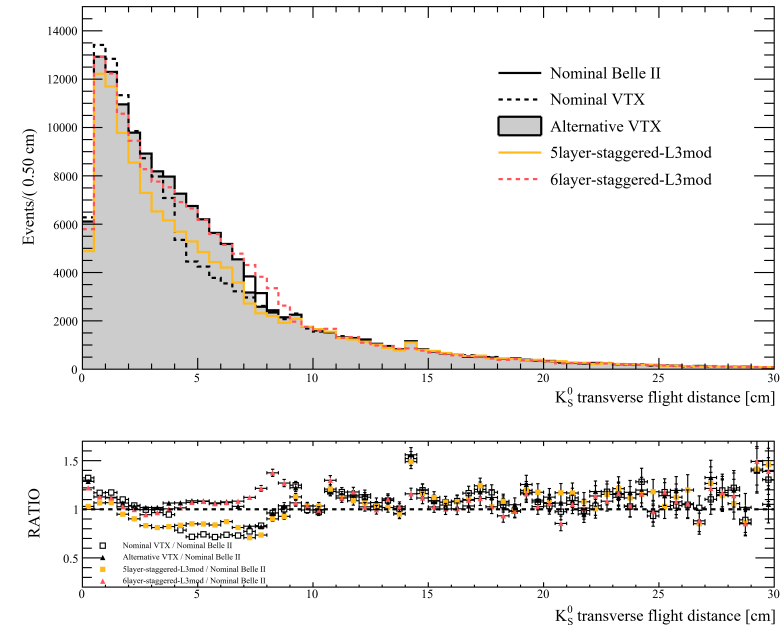 14000
12000
10000
8000
6000
4000
2000
0
Events/( 0.50 cm)
Nominal Belle II
Nominal VTX
Alternative VTX
5layer-staggered-L3mod
6layer-staggered-L3mod
0 5 10 15 20 25 30
K⁰_S transverse flight distance [cm]
1.5
1
0.5
RATIO
Nominal VTX / Nominal Belle II
Alternative VTX / Nominal Belle II
5layer-staggered-L3mod / Nominal Belle II
6layer-staggered-L3mod / Nominal Belle II
0 5 10 15 20 25 30
K⁰_S transverse flight distance [cm]